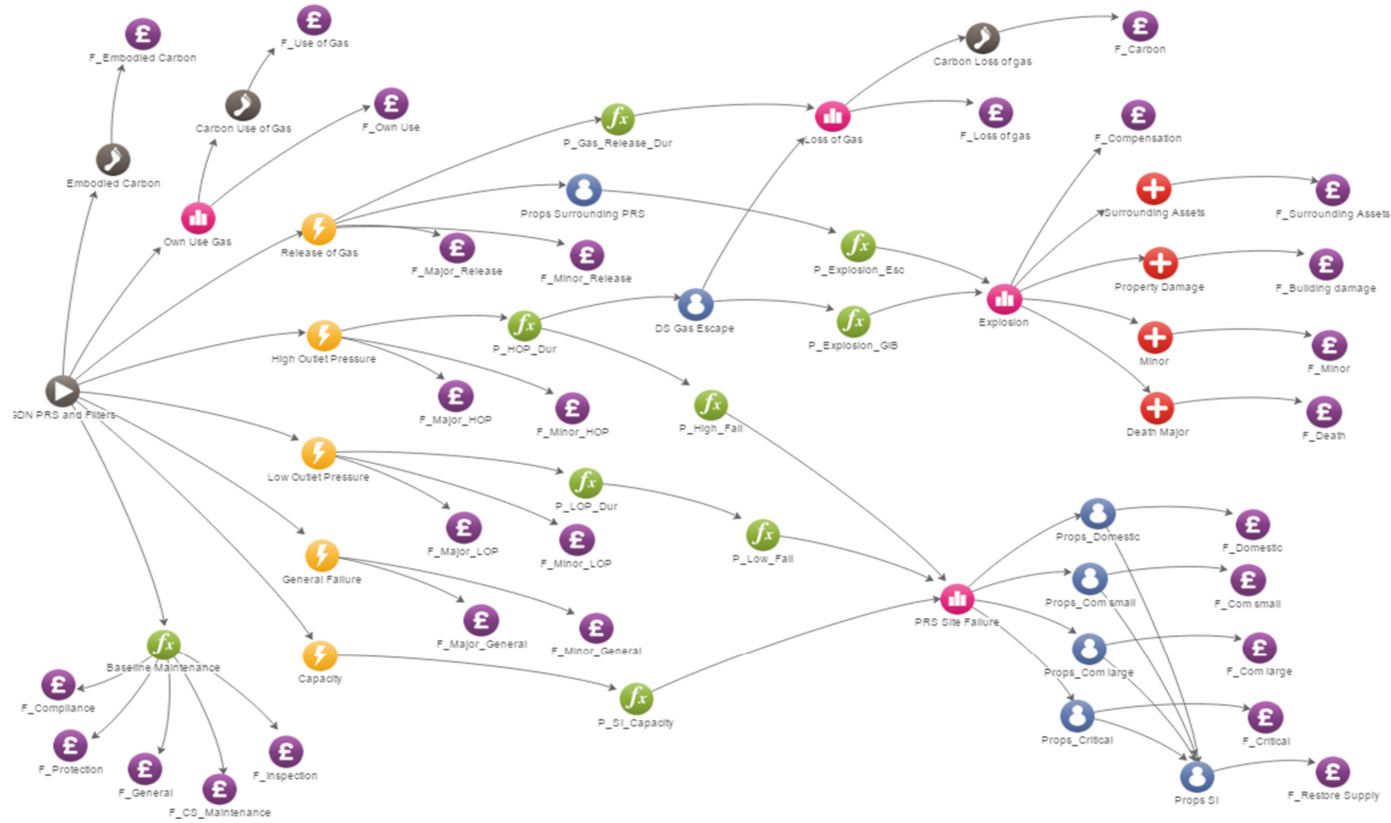 F_Embodied Carbon
F_Use of Gas
Carbon Use of Gas
F_Own Use
Embodied Carbon
Own Use Gas
Release of Gas
P_Gas_Release_Dur
Props Surrounding PRS
F_Major_Release
F_Minor_Release
Loss of Gas
Carbon Loss of gas
F_Carbon
F_Loss of gas
F_Compensation
Surrounding Assets
F_Surrounding Assets
P_Explosion_Esc
Property Damage
F_Building damage
Explosion
DS Gas Escape
P_Explosion_GIB
Minor
F_Minor
Death Major
F_Death
High Outlet Pressure
P_HOP_Dur
F_Major_HOP
F_Minor_HOP
P_High_Fail
GDN PRS and Filters
Low Outlet Pressure
P_LOP_Dur
F_Major_LOP
F_Minor_LOP
P_Low_Fail
General Failure
F_Major_General
F_Minor_General
Capacity
P_SI_Capacity
PRS Site Failure
Props_Domestic
F_Domestic
Props_Com small
F_Com small
Props_Com large
F_Com large
Props_Critical
F_Critical
Props SI
F_Restore Supply
Baseline Maintenance
F_Compliance
F_Protection
F_General
F_CS_Maintenance
F_Inspection